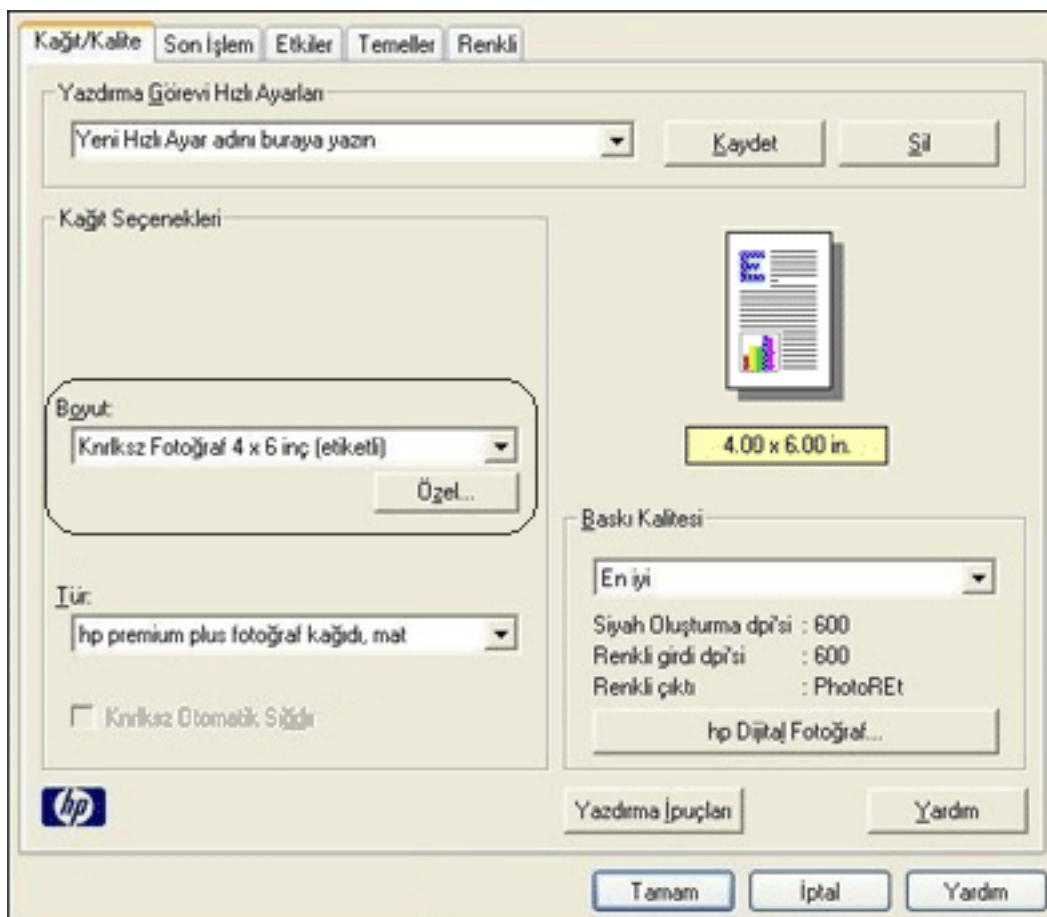 Kağıt/Kalite Son İşlem Etkiler Temeller Renkli
Yazdırma Görevi Hızlı Ayarları
Yeni Hızlı Ayar adını buraya yazın
Kaydet
Sil
Kağıt Seçenekleri
Boyut:
Knrlksz Fotoğraf 4 x 6 inç (etiketli)
Özel...
Tür:
hp premium plus fotoğraf kağıdı, mat
Knrlksz Otomatik Sığdır
4.00 x 6.00 in.
Baskı Kalitesi
En iyi
Siyah Oluşturma dpi'si : 600
Renkli girdi dpi'si : 600
Renkli çıktı : PhotoREt
hp Dijital Fotoğraf...
hp
Yazdırma İpuçları
Yardım
Tamam
İptal
Yardım